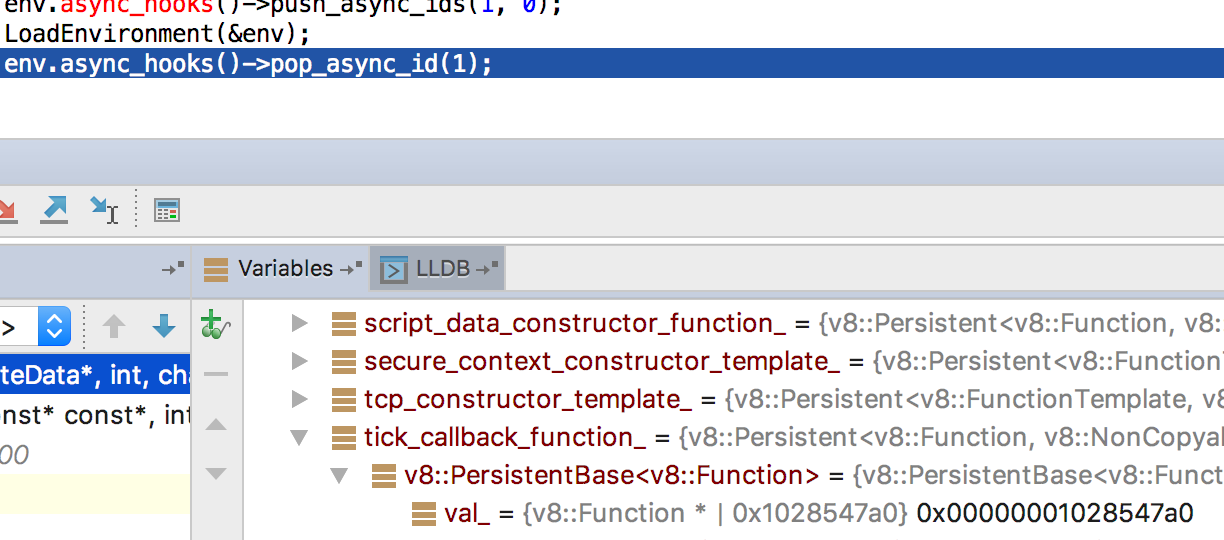 env.async_hooks()->push_async_ids(1, 0);
LoadEnvironment(&env);
env.async_hooks()->pop_async_id(1);
Variables
LLDB
>
script_data_constructor_function_ = {v8::Persistent<v8::Function, v8:
secure_context_constructor_template_ = {v8::Persistent<v8::Function
teData*, int, cha
tcp_constructor_template_ = {v8::Persistent<v8::FunctionTemplate, v
onst* const*, int
tick_callback_function_ = {v8::Persistent<v8::Function, v8::NonCopyal
00
v8::PersistentBase<v8::Function> = {v8::PersistentBase<v8::Funct
val_ = {v8::Function * | 0x1028547a0} 0x00000001028547a0